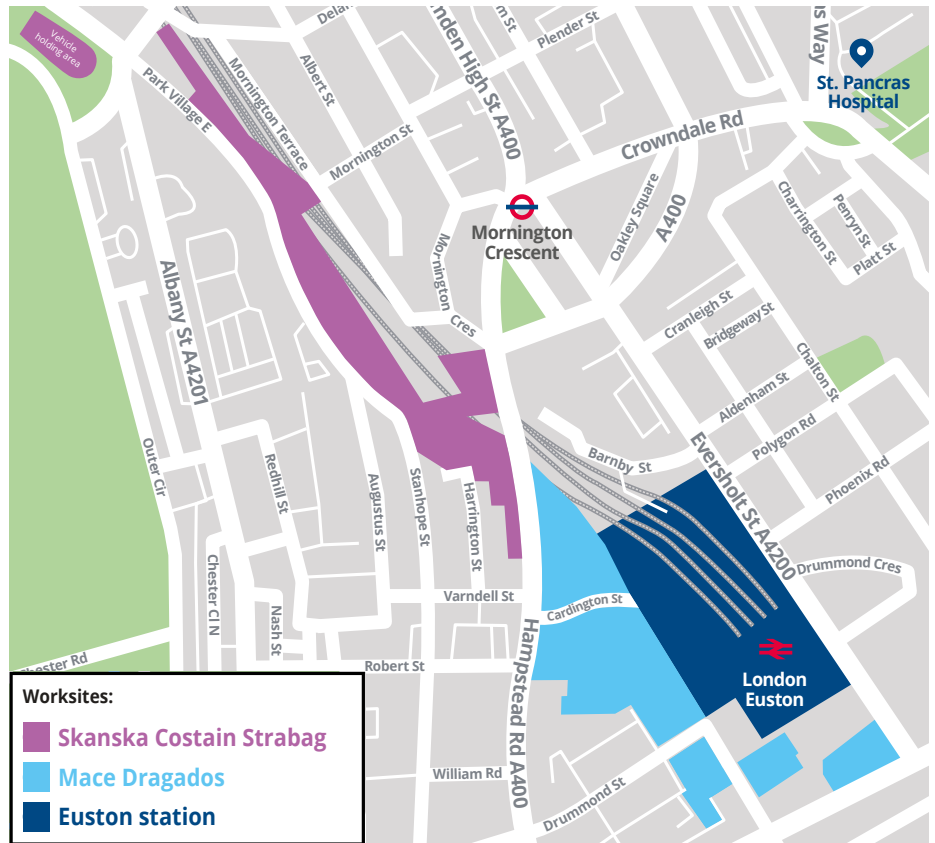 Vehicle
holding area
Park Village E
Mornington Terrace
Albert St
Delan
nden High St A400
m St
Plender St
ns Way
St. Pancras
Hospital
Mornington St
Crowndale Rd
Mornington
Crescent
Oakley Square
A400
Charrington St
Penryn St
Platt St
Mornington
Cres
Albany St A4201
Cranleigh St
Bridgeway St
Chalton St
Aldenham St
Polygon Rd
Phoenix Rd
Outer Cir
Redhill St
Augustus St
Stanhope St
Harrington St
Barnby St
Eversholt St A4200
Drummond Cres
Chester Cl N
Nash St
Varndell St
Cardington St
hester Rd
Robert St
Hampstead Rd A400
London
Euston
William Rd
Drummond St
Worksites:
Skanska Costain Strabag
Mace Dragados
Euston station